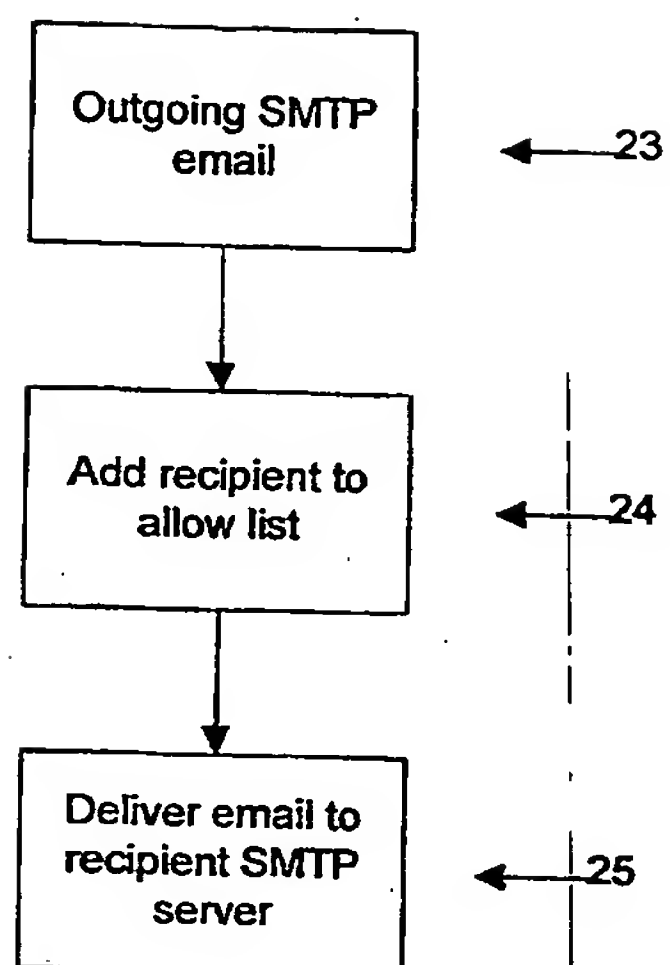 Outgoing SMTP
email
23
Add recipient to
allow list
24
Deliver email to
recipient SMTP
server
25